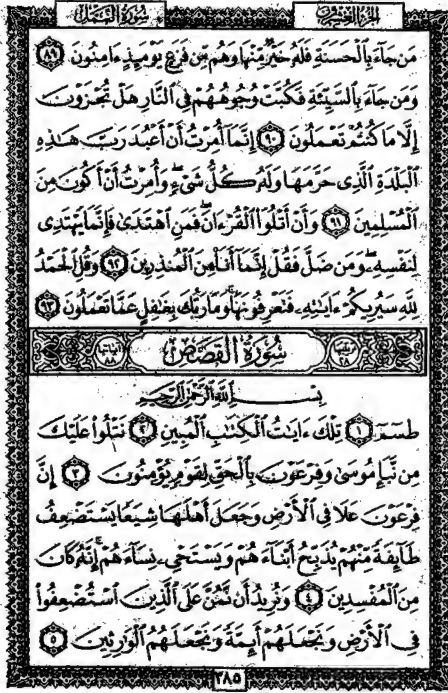 الجزء العشرون سورة النمل
مَن جَآءَ بِٱلْحَسَنَةِ فَلَهُۥ خَيْرٌ مِّنْهَا وَهُم مِّن فَزَعٍ يَوْمَئِذٍ ءَامِنُونَ ٨٩
وَمَن جَآءَ بِٱلسَّيِّئَةِ فَكُبَّتْ وُجُوهُهُمْ فِى ٱلنَّارِ هَلْ تُجْزَوْنَ
إِلَّا مَا كُنتُمْ تَعْمَلُونَ ٩٠ إِنَّمَآ أُمِرْتُ أَنْ أَعْبُدَ رَبَّ هَـٰذِهِ
ٱلْبَلْدَةِ ٱلَّذِى حَرَّمَهَا وَلَهُۥ كُلُّ شَىْءٍ وَأُمِرْتُ أَنْ أَكُونَ مِنَ
ٱلْمُسْلِمِينَ ٩١ وَأَنْ أَتْلُوَا۟ ٱلْقُرْءَانَ فَمَنِ ٱهْتَدَىٰ فَإِنَّمَا يَهْتَدِى
لِنَفْسِهِۦ وَمَن ضَلَّ فَقُلْ إِنَّمَآ أَنَا۠ مِنَ ٱلْمُنذِرِينَ ٩٢ وَقُلِ ٱلْحَمْدُ
لِلَّهِ سَيُرِيكُمْ ءَايَـٰتِهِۦ فَتَعْرِفُونَهَا وَمَا رَبُّكَ بِغَـٰفِلٍ عَمَّا تَعْمَلُونَ ٩٣
سُورَةُ القَصَصِ
بِسْمِ ٱللَّهِ ٱلرَّحْمَـٰنِ ٱلرَّحِيمِ
طسٓمٓ ١ تِلْكَ ءَايَـٰتُ ٱلْكِتَـٰبِ ٱلْمُبِينِ ٢ نَتْلُوا۟ عَلَيْكَ
مِن نَّبَإِ مُوسَىٰ وَفِرْعَوْنَ بِٱلْحَقِّ لِقَوْمٍ يُؤْمِنُونَ ٣ إِنَّ
فِرْعَوْنَ عَلَا فِى ٱلْأَرْضِ وَجَعَلَ أَهْلَهَا شِيَعًا يَسْتَضْعِفُ
طَآئِفَةً مِّنْهُمْ يُذَبِّحُ أَبْنَآءَهُمْ وَيَسْتَحْىِۦ نِسَآءَهُمْ إِنَّهُۥ كَانَ
مِنَ ٱلْمُفْسِدِينَ ٤ وَنُرِيدُ أَن نَّمُنَّ عَلَى ٱلَّذِينَ ٱسْتُضْعِفُوا۟
فِى ٱلْأَرْضِ وَنَجْعَلَهُمْ أَئِمَّةً وَنَجْعَلَهُمُ ٱلْوَٰرِثِينَ ٥
٣٨٥